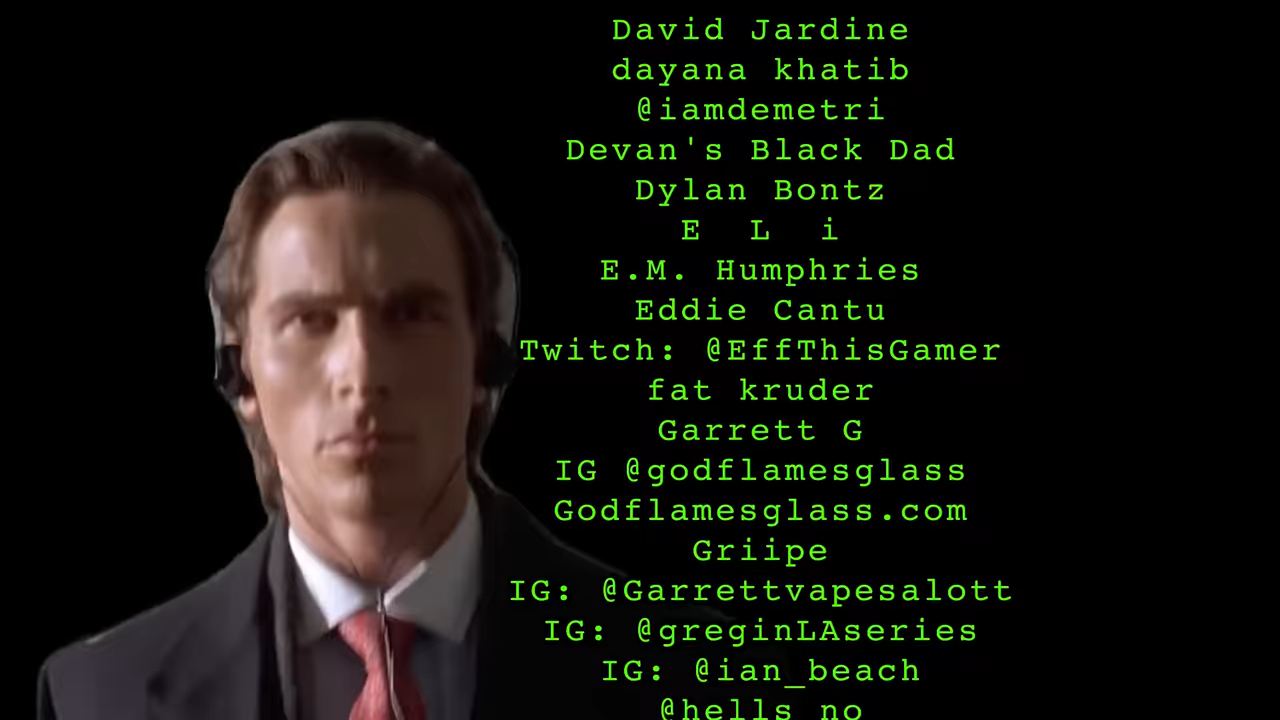 David Jardine
dayana khatib
@iamdemetri
Devan's Black Dad
Dylan Bontz
E L i
E.M. Humphries
Eddie Cantu
Twitch: @EffThisGamer
fat kruder
Garrett G
IG @godflamesglass
Godflamesglass.com
Griipe
IG: @Garrettvapesalott
IG: @greginLAseries
IG: @ian_beach
@hells_no